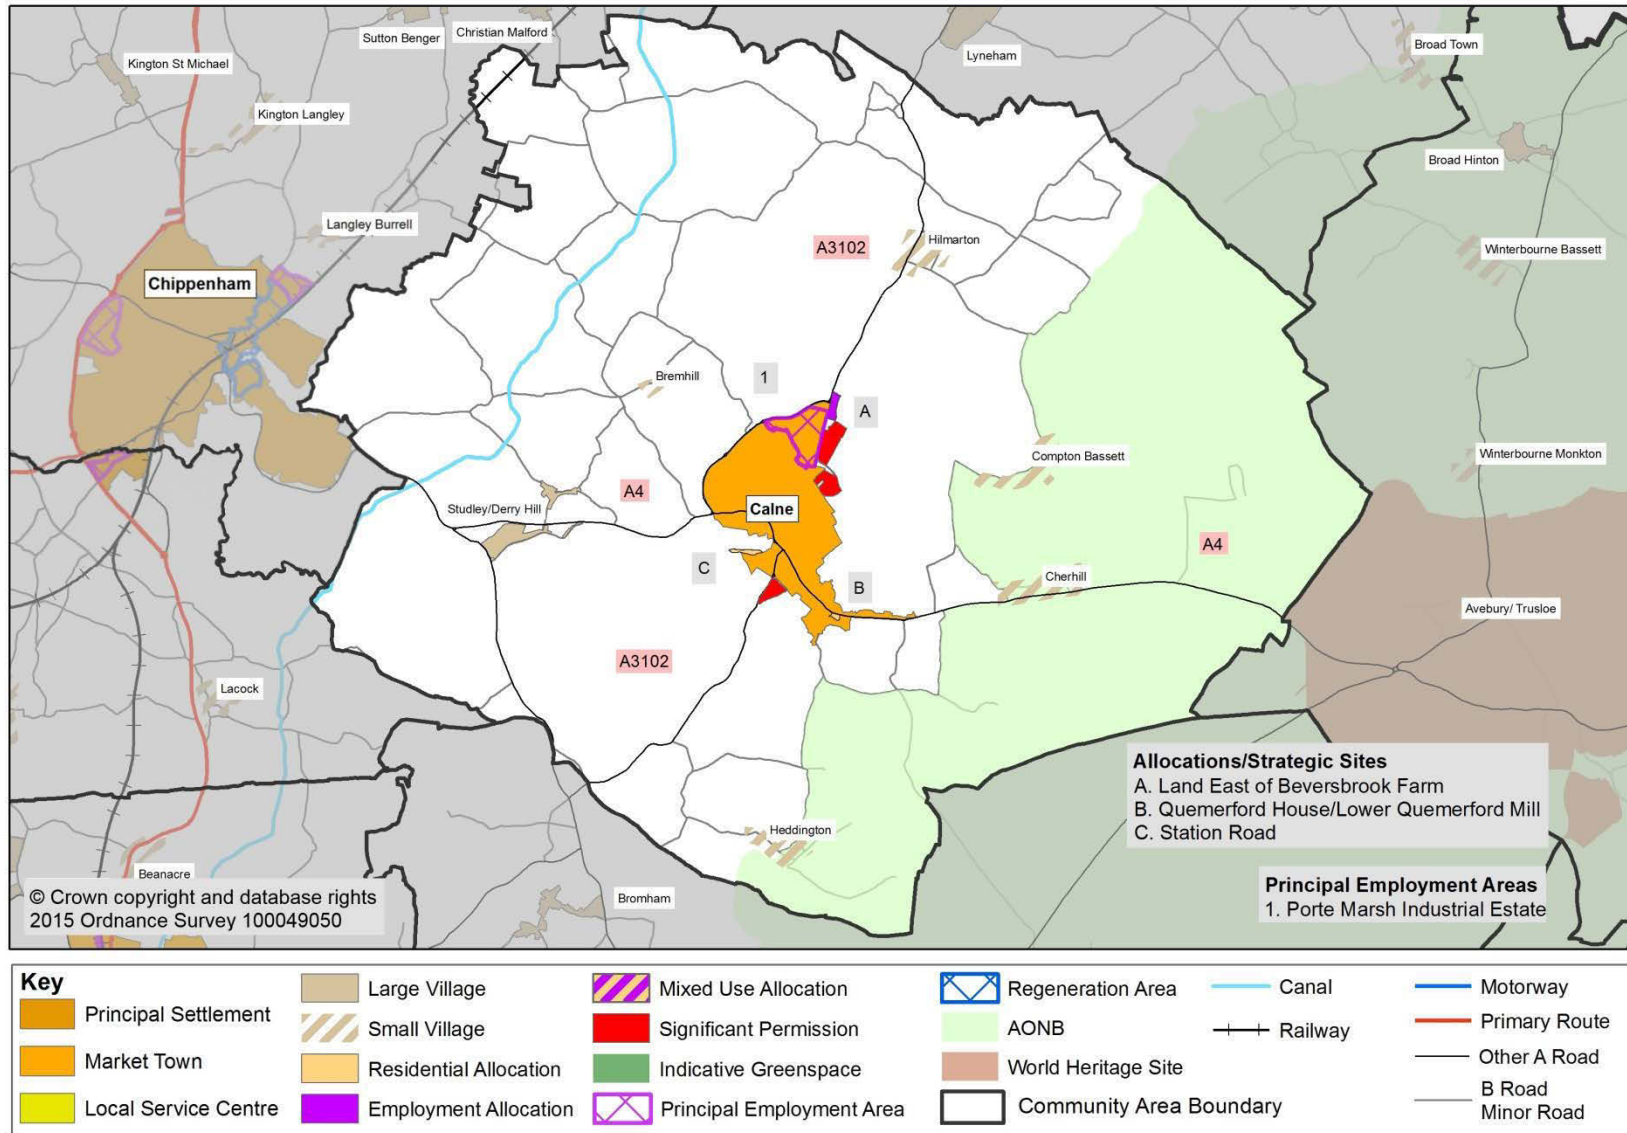 Sutton Benger
Christian Malford
Kington St Michael
Lyneham
Broad Town
Kington Langley
Broad Hinton
Langley Burrell
A3102
Hilmarton
Winterbourne Bassett
Chippenham
1
Bremhill
A
Compton Bassett
Winterbourne Monkton
A4
Studley/Derry Hill
Calne
A4
C
B
Cherhill
Avebury/ Trusloe
A3102
Lacock
Allocations/Strategic Sites
A. Land East of Beversbrook Farm
B. Quemerford House/Lower Quemerford Mill
C. Station Road
Heddington
Beanacre
Bromham
Principal Employment Areas
1. Porte Marsh Industrial Estate
© Crown copyright and database rights
2015 Ordnance Survey 100049050
Key
Principal Settlement
Market Town
Local Service Centre
Large Village
Small Village
Residential Allocation
Employment Allocation
Mixed Use Allocation
Significant Permission
Indicative Greenspace
Principal Employment Area
Regeneration Area
AONB
World Heritage Site
Community Area Boundary
Canal
Railway
Motorway
Primary Route
Other A Road
B Road
Minor Road